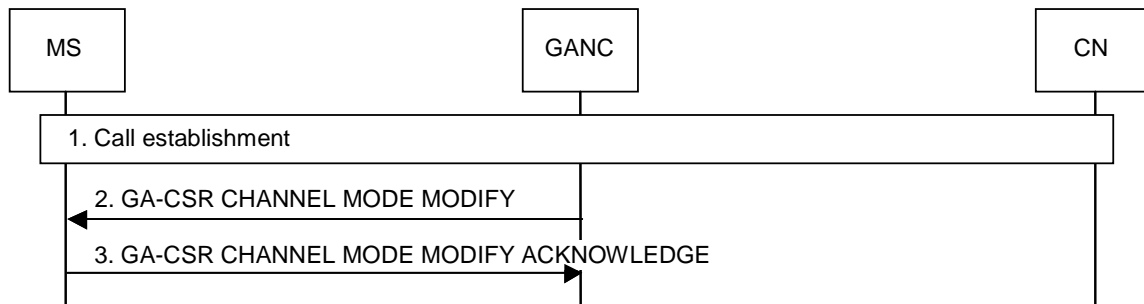 MS
GANC
CN
1. Call establishment
2. GA-CSR CHANNEL MODE MODIFY
3. GA-CSR CHANNEL MODE MODIFY ACKNOWLEDGE